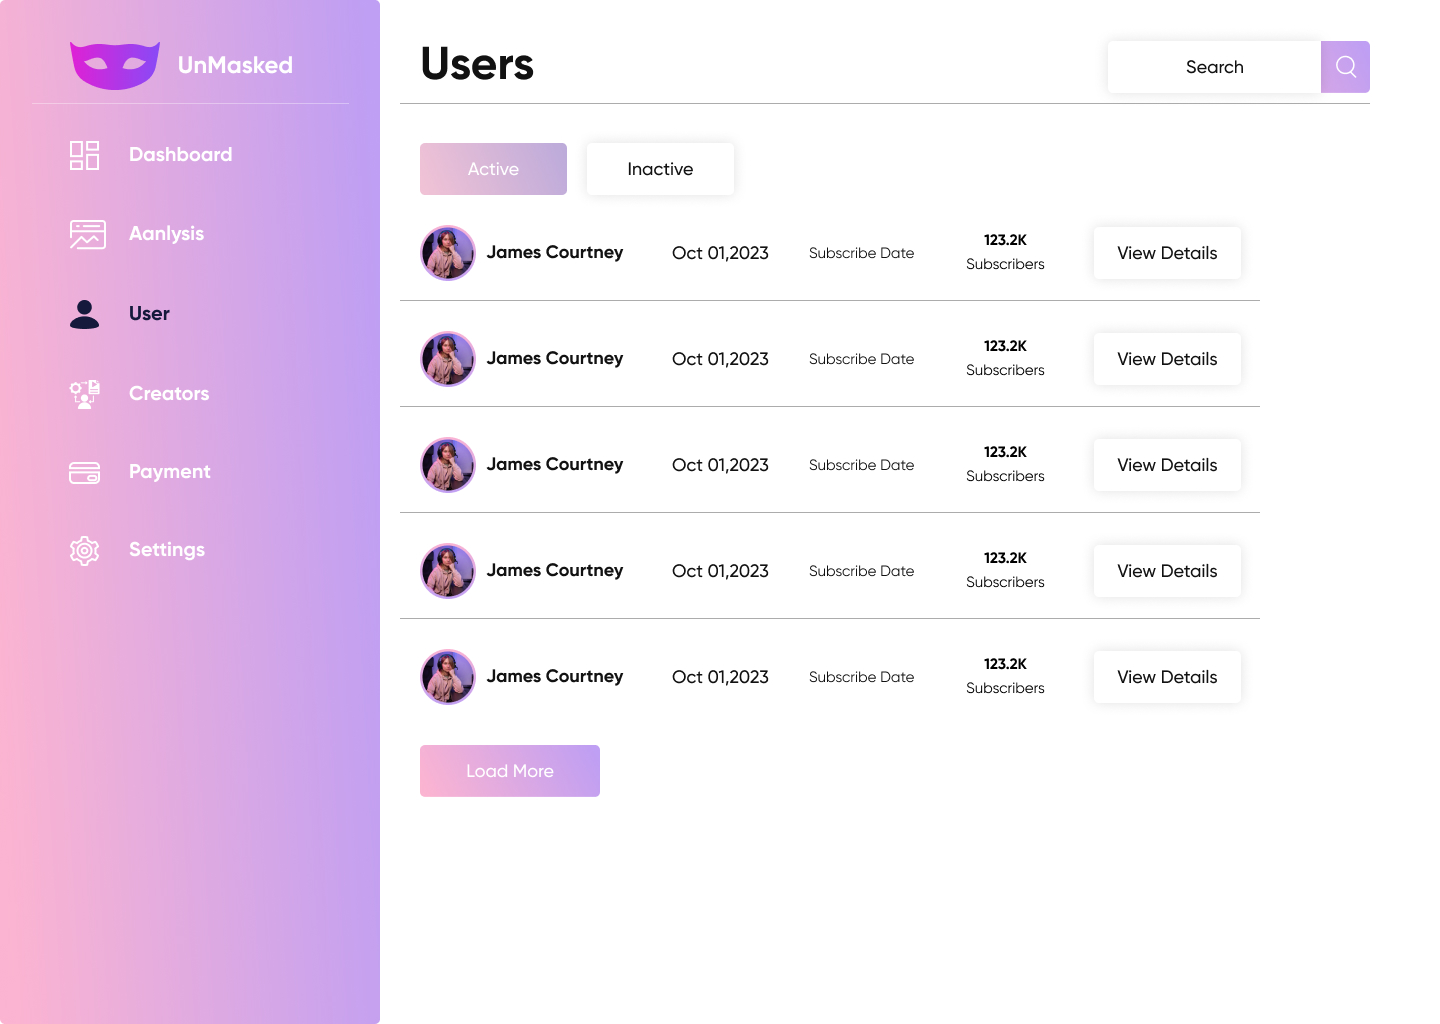 UnMasked
Dashboard
Aanlysis
User
Creators
Payment
Settings
Users
Search
Active
Inactive
James Courtney
Oct 01,2023
Subscribe Date
123.2K
Subscribers
View Details
James Courtney
Oct 01,2023
Subscribe Date
123.2K
Subscribers
View Details
James Courtney
Oct 01,2023
Subscribe Date
123.2K
Subscribers
View Details
James Courtney
Oct 01,2023
Subscribe Date
123.2K
Subscribers
View Details
James Courtney
Oct 01,2023
Subscribe Date
123.2K
Subscribers
View Details
Load More